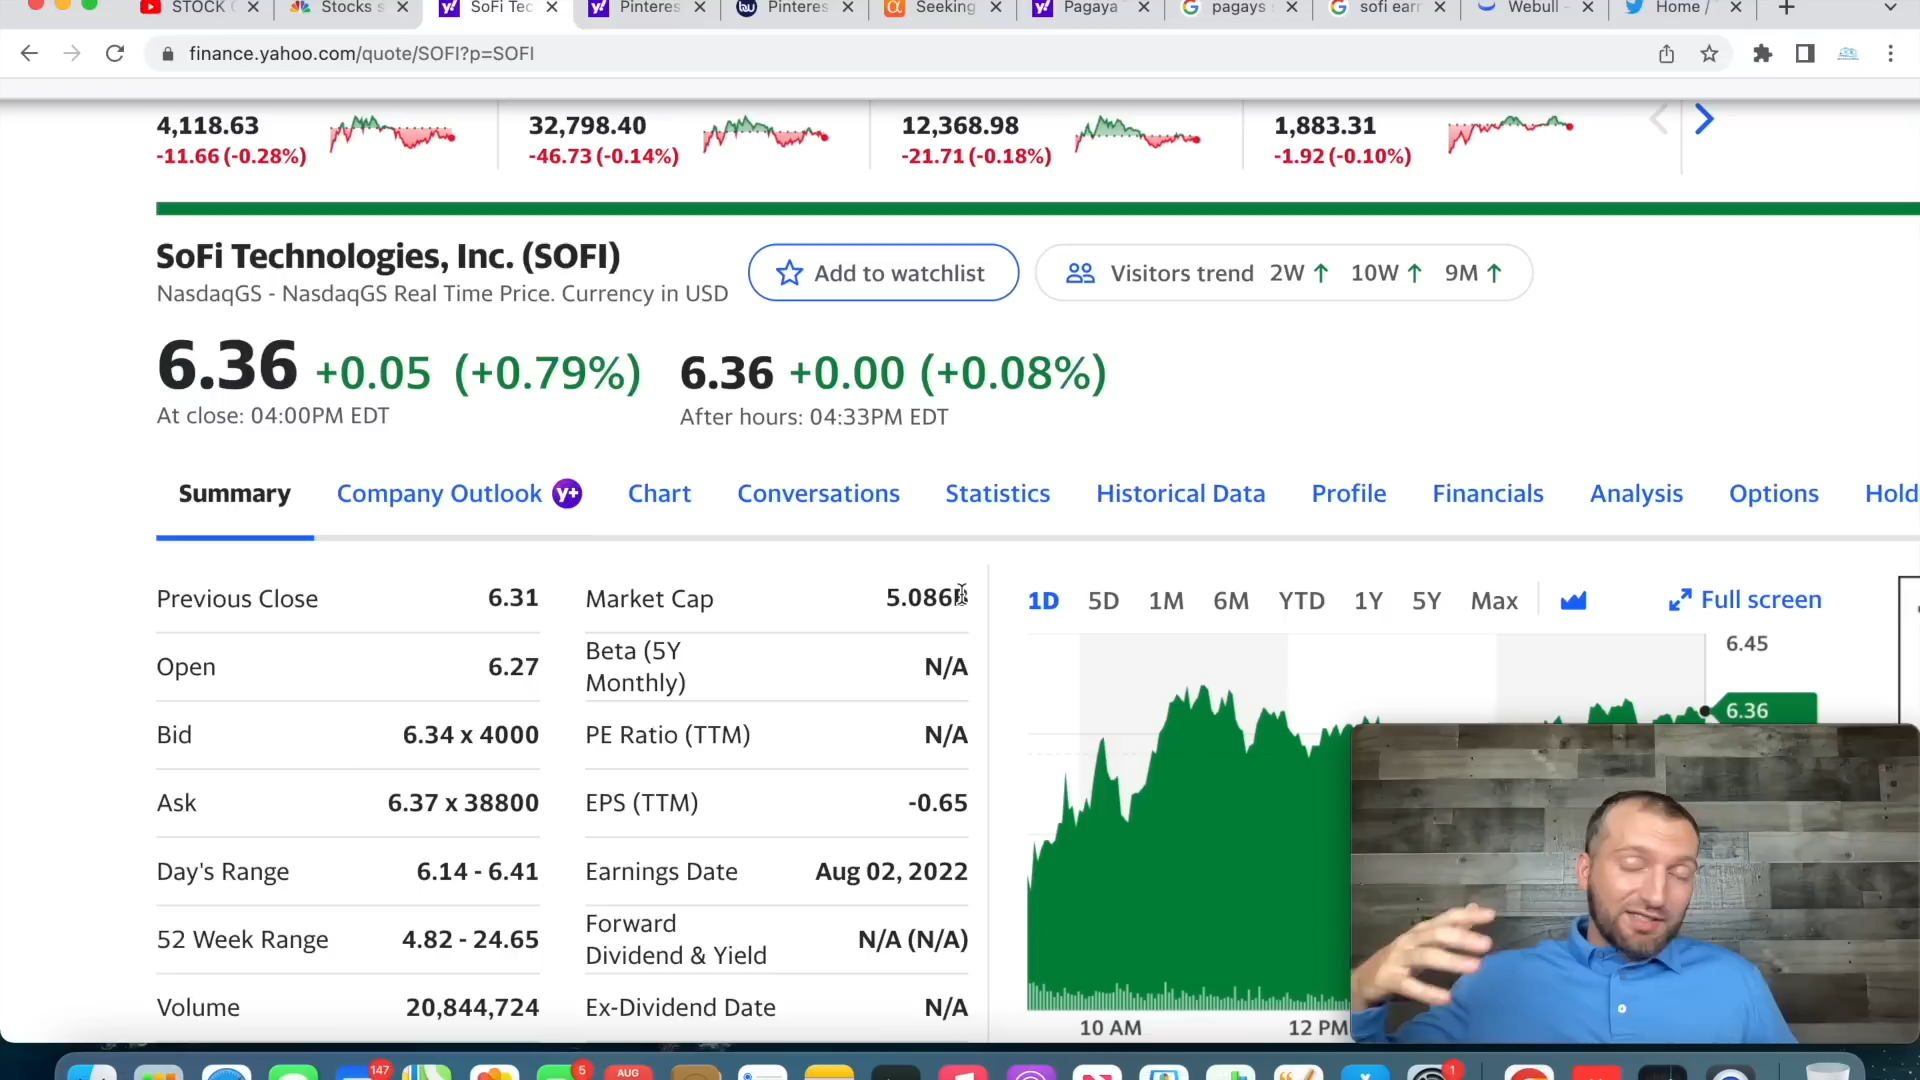 STOCK
Stocks s
SoFi Tec
Pinteres
Pinteres
Seeking
Pagaya
pagays s
sofi earr
Webull -
Home /
finance.yahoo.com/quote/SOFI?p=SOFI
4,118.63
-11.66 (-0.28%)
32,798.40
-46.73 (-0.14%)
12,368.98
-21.71 (-0.18%)
1,883.31
-1.92 (-0.10%)
SoFi Technologies, Inc. (SOFI)
NasdaqGS - NasdaqGS Real Time Price. Currency in USD
Add to watchlist
Visitors trend 2W ↑ 10W ↑ 9M ↑
6.36 +0.05 (+0.79%)
At close: 04:00PM EDT
6.36 +0.00 (+0.08%)
After hours: 04:33PM EDT
Summary
Company Outlook y+
Chart
Conversations
Statistics
Historical Data
Profile
Financials
Analysis
Options
Hold
Previous Close 6.31
Open 6.27
Bid 6.34 x 4000
Ask 6.37 x 38800
Day's Range 6.14 - 6.41
52 Week Range 4.82 - 24.65
Volume 20,844,724
Market Cap 5.086B
Beta (5Y
Monthly) N/A
PE Ratio (TTM) N/A
EPS (TTM) -0.65
Earnings Date Aug 02, 2022
Forward
Dividend & Yield N/A (N/A)
Ex-Dividend Date N/A
1D 5D 1M 6M YTD 1Y 5Y Max
Full screen
6.45
6.36
10 AM
12 PM
147
5
AUG
1